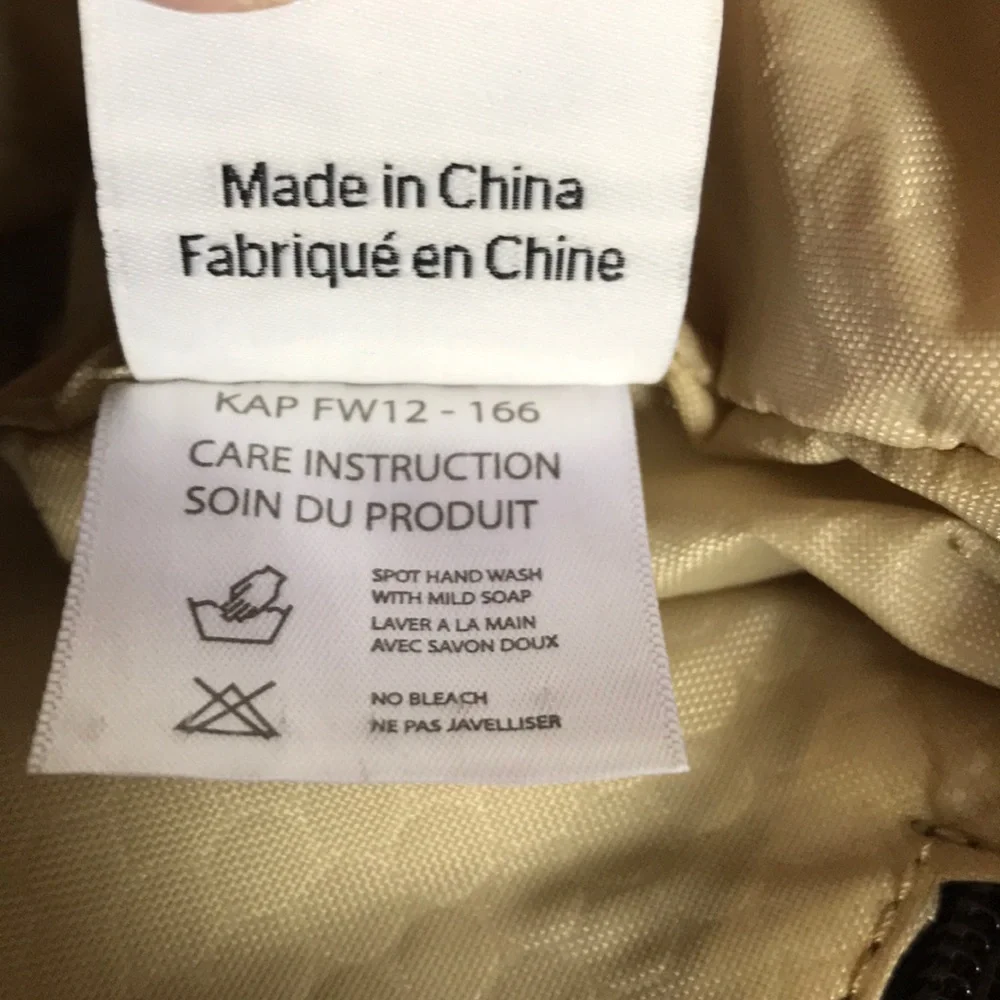 Made in China
Fabriqué en Chine
KAP FW12 - 166
CARE INSTRUCTION
SOIN DU PRODUIT
SPOT HAND WASH
WITH MILD SOAP
LAVER A LA MAIN
AVEC SAVON DOUX
NO BLEACH
NE PAS JAVELLISER